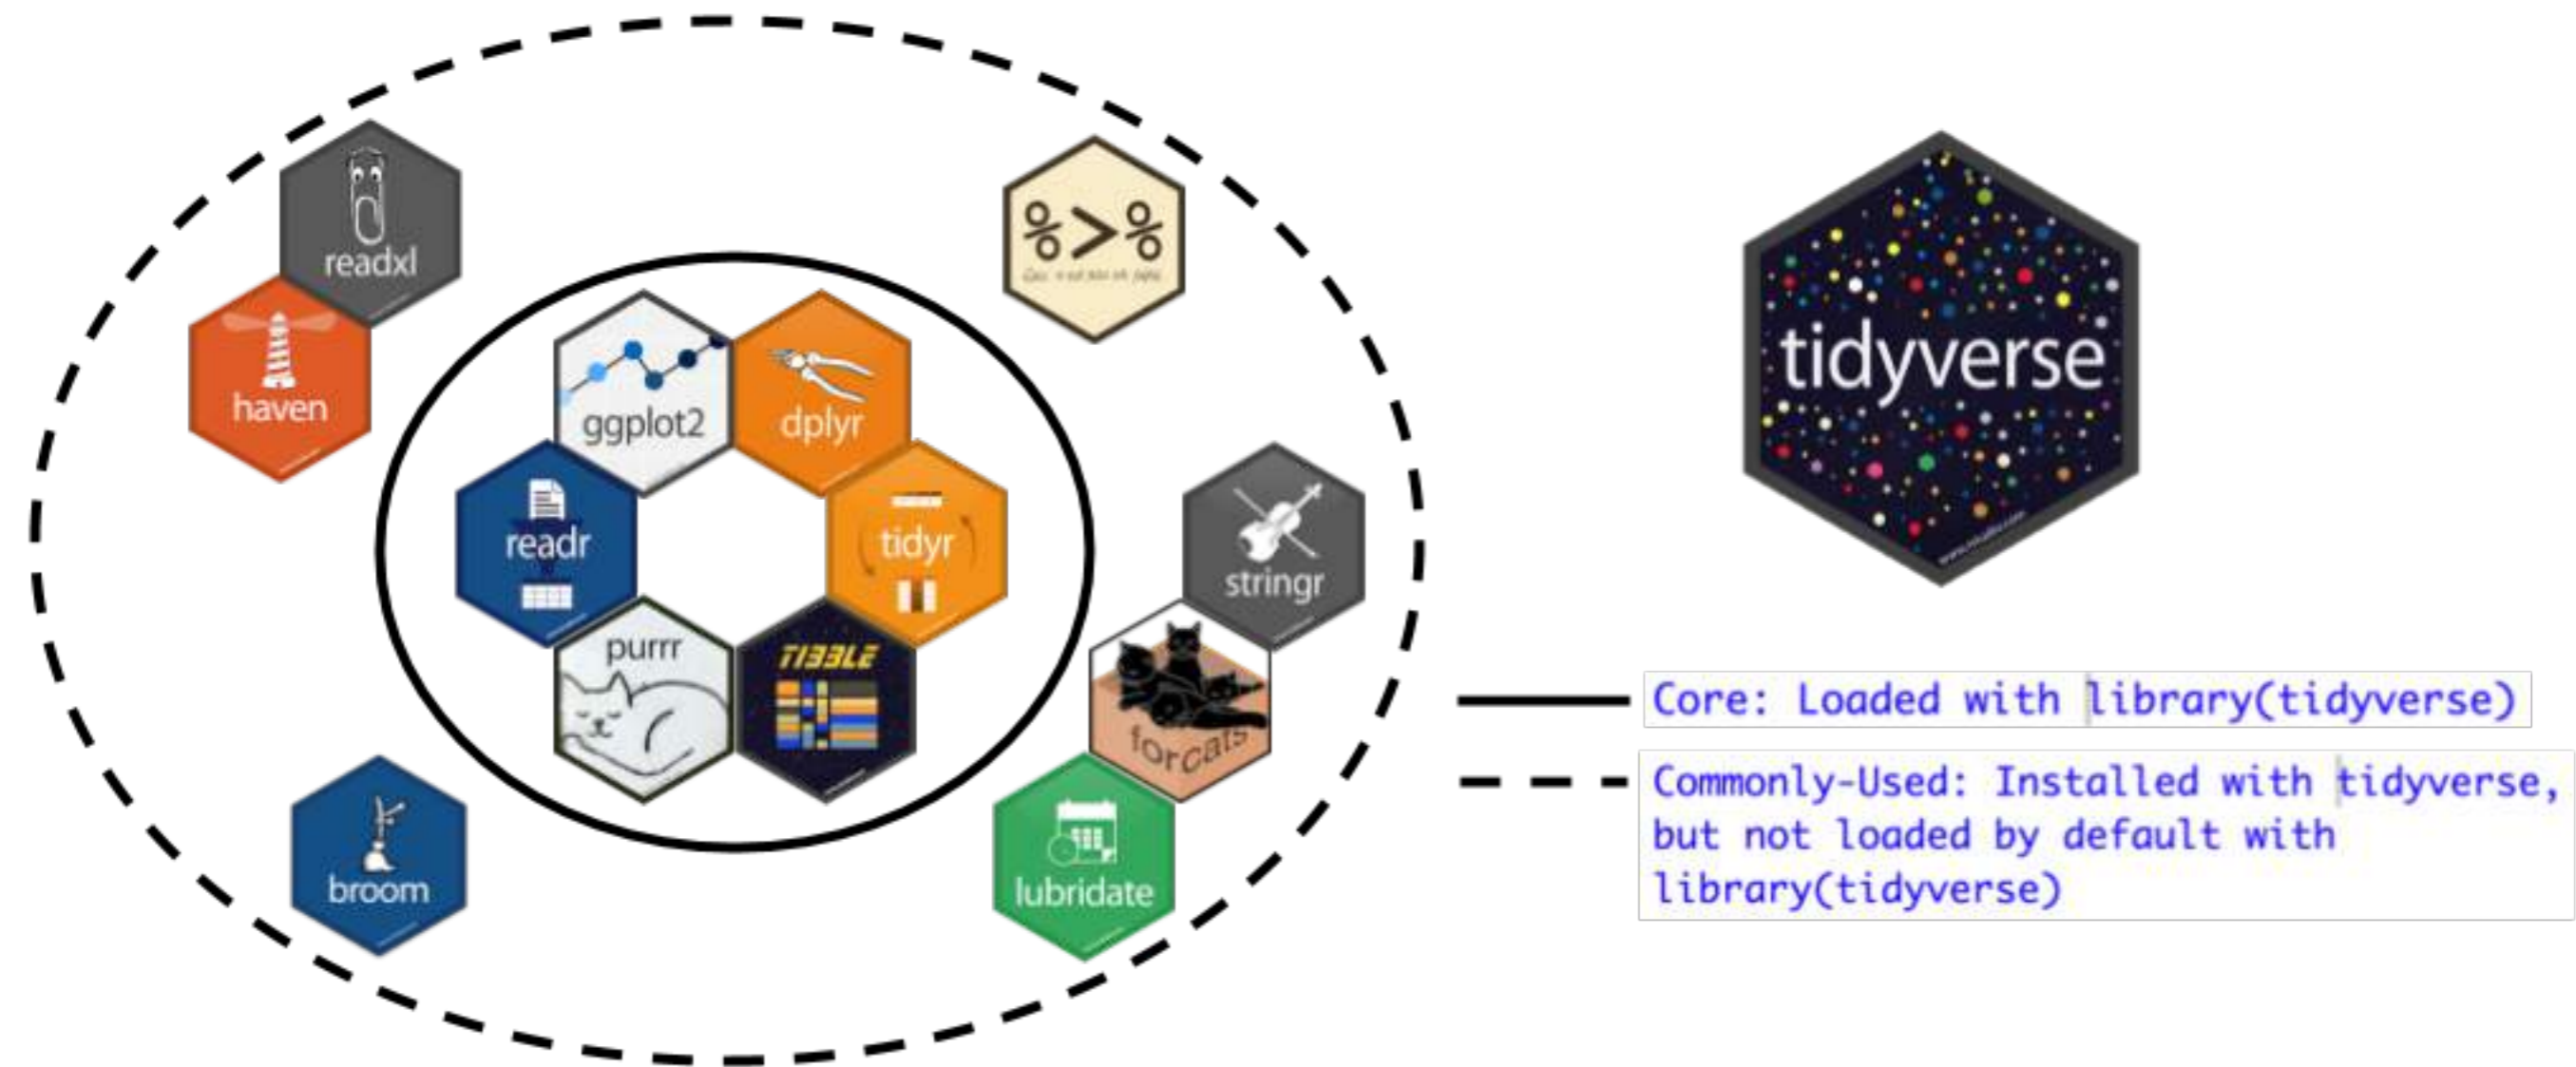 readxl
haven
%>%
ggplot2
dplyr
readr
tidyr
purrr
TIBBLE
stringr
forcats
lubridate
broom
tidyverse
Core: Loaded with library(tidyverse)
Commonly-Used: Installed with tidyverse,
but not loaded by default with
library(tidyverse)